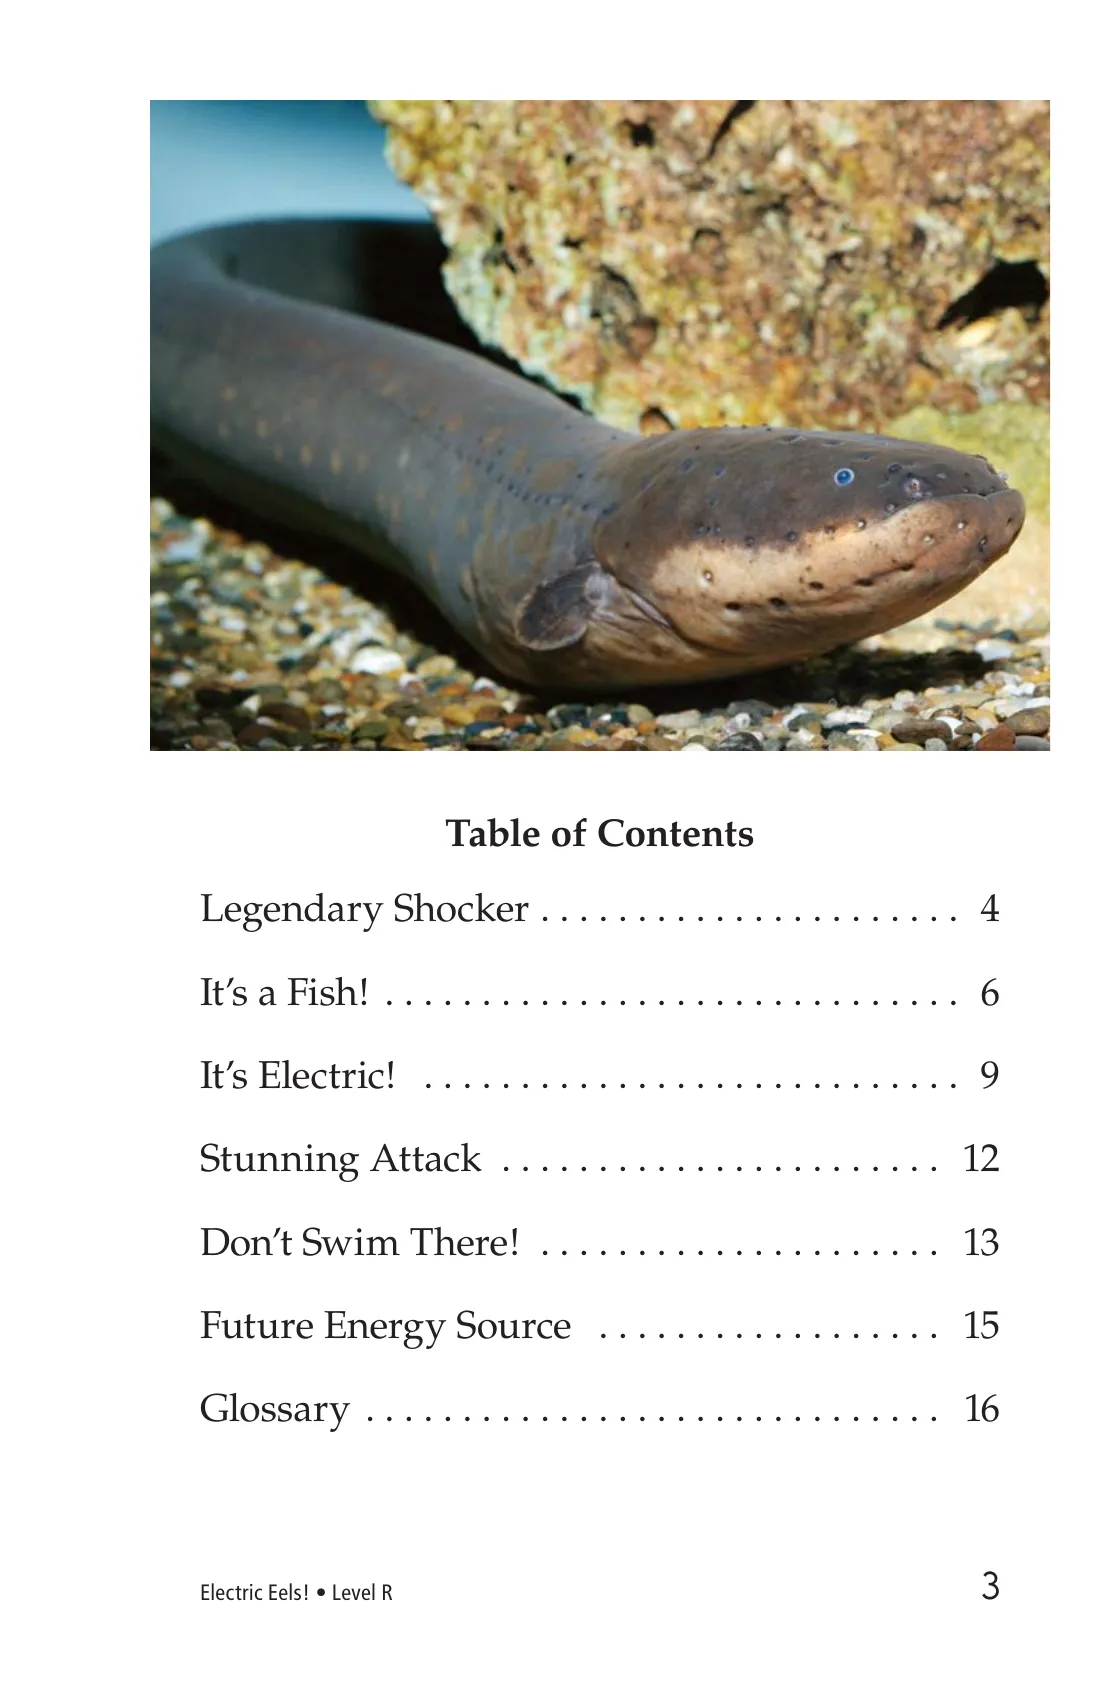 Table of Contents
Legendary Shocker . . . . . . . . . . . . . . . . . . . . . . 4
It’s a Fish! . . . . . . . . . . . . . . . . . . . . . . . . . . . . . . 6
It’s Electric! . . . . . . . . . . . . . . . . . . . . . . . . . . . . 9
Stunning Attack . . . . . . . . . . . . . . . . . . . . . . . 12
Don’t Swim There! . . . . . . . . . . . . . . . . . . . . . 13
Future Energy Source . . . . . . . . . . . . . . . . . . 15
Glossary . . . . . . . . . . . . . . . . . . . . . . . . . . . . . . 16
Electric Eels! • Level R 3